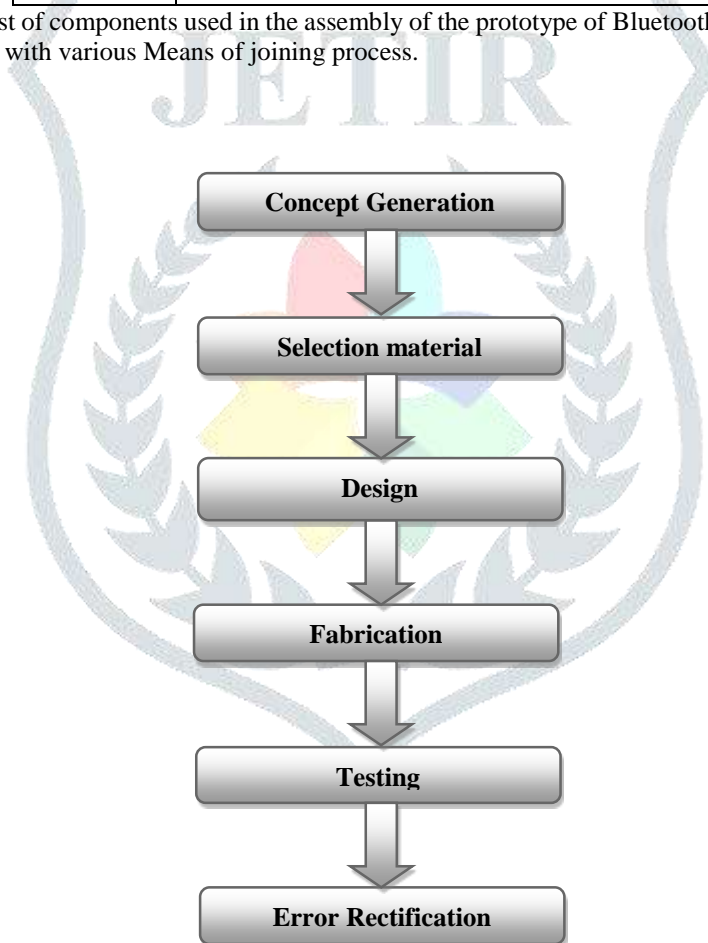 st of components used in the assembly of the prototype of Bluetooth
with various Means of joining process.
JETIR
Concept Generation
Selection material
Design
Fabrication
Testing
Error Rectification